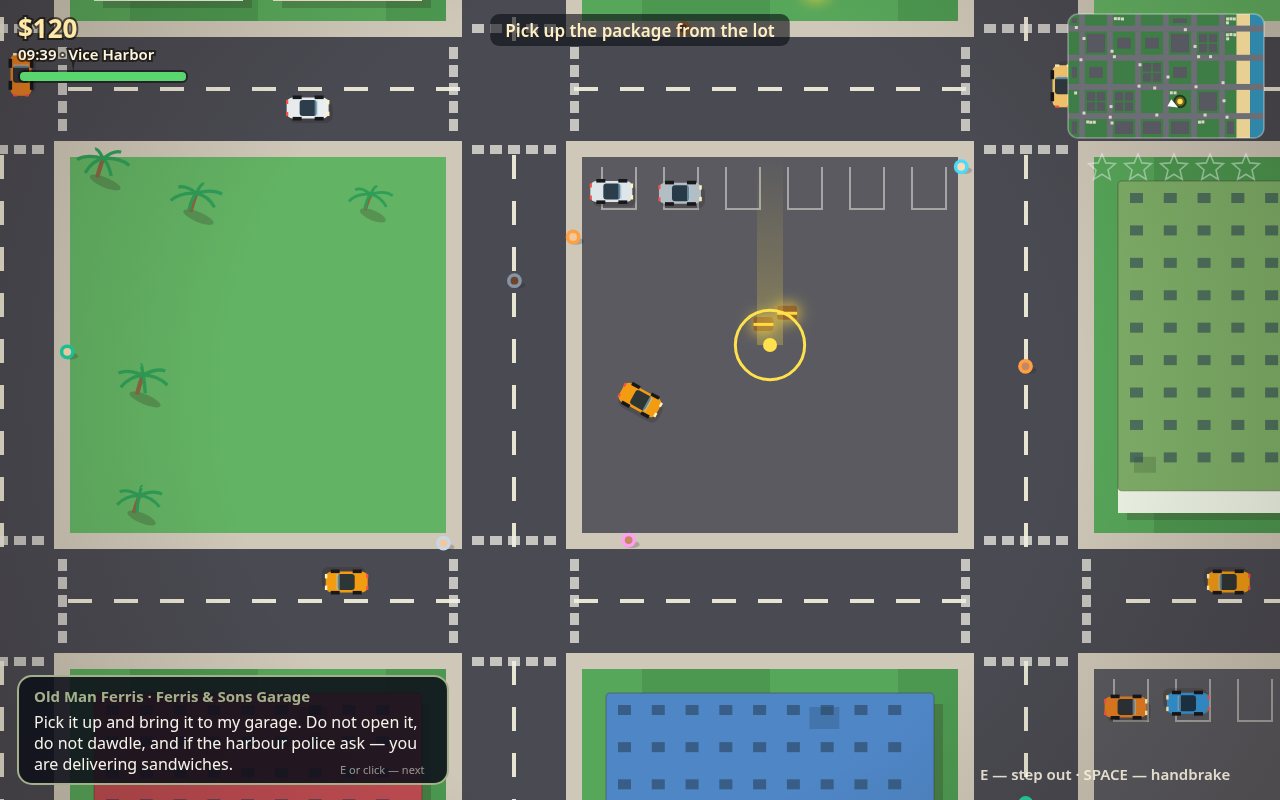 $120
09:39 · Vice Harbor
Pick up the package from the lot
Old Man Ferris · Ferris & Sons Garage
Pick it up and bring it to my garage. Do not open it,
do not dawdle, and if the harbour police ask — you
are delivering sandwiches.
E or click — next
E — step out · SPACE — handbrake